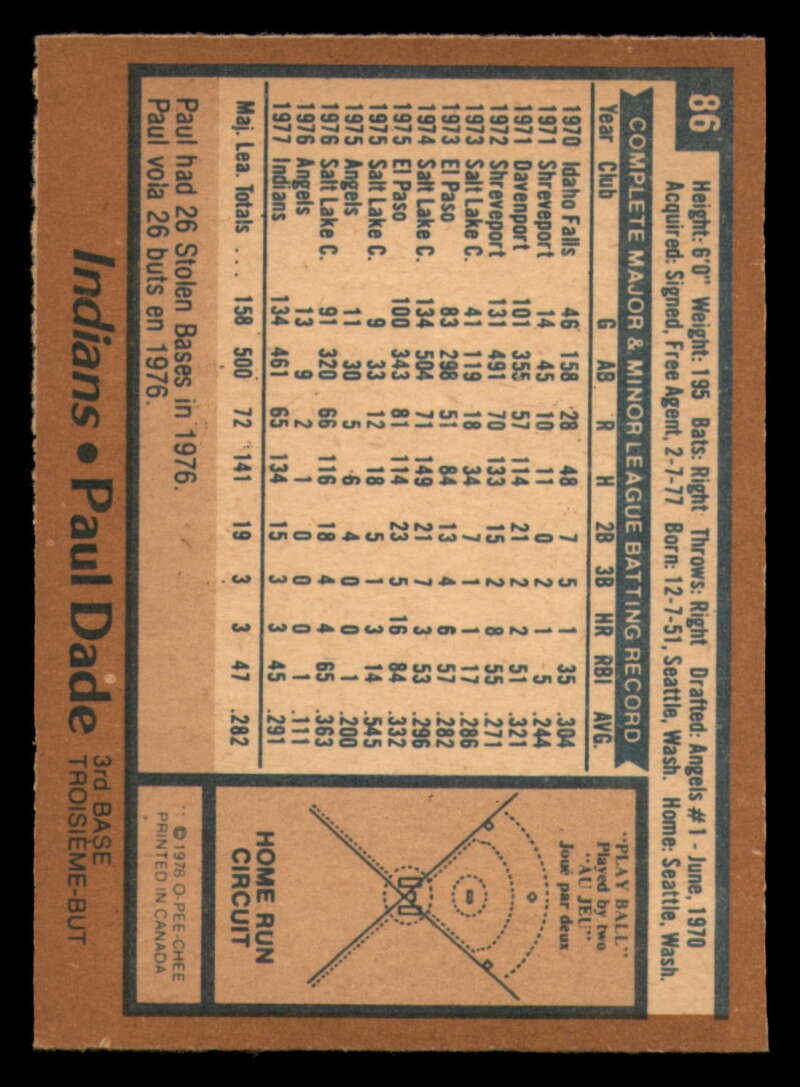 86
Height: 6'0" Weight: 195 Bats: Right Throws: Right Drafted: Angels #1 - June, 1970
Acquired: Signed, Free Agent, 2-7-77 Born: 12-7-51, Seattle, Wash. Home: Seattle, Wash.
COMPLETE MAJOR & MINOR LEAGUE BATTING RECORD
Year Club G AB R H 2B 3B HR RBI AVG.
1970 Idaho Falls 46 158 28 48 7 5 1 35 .304
1971 Shreveport 14 45 10 11 0 2 1 5 .244
1971 Davenport 101 355 57 114 21 2 2 51 .321
1972 Shreveport 131 491 70 133 15 2 8 55 .271
1973 Salt Lake C. 41 119 18 34 7 1 1 17 .286
1973 El Paso 83 298 51 84 13 4 6 57 .282
1974 Salt Lake C. 134 504 71 149 21 7 3 53 .296
1975 El Paso 100 343 81 114 23 5 16 84 .332
1975 Salt Lake C. 9 33 12 18 5 1 3 14 .545
1975 Angels 11 30 5 6 4 0 0 1 .200
1976 Salt Lake C. 91 320 66 116 18 4 4 65 .363
1976 Angels 13 9 2 1 0 0 0 1 .111
1977 Indians 134 461 65 134 15 3 3 45 .291
Maj. Lea. Totals ... 158 500 72 141 19 3 3 47 .282
Paul had 26 Stolen Bases in 1976.
Paul vola 26 buts en 1976.
"PLAY BALL"
Played by two
"AU JEU"
Joué par deux
HOME RUN
CIRCUIT
© 1978 O-PEE-CHEE
PRINTED IN CANADA
Indians • Paul Dade
3rd BASE
TROISIÈME-BUT